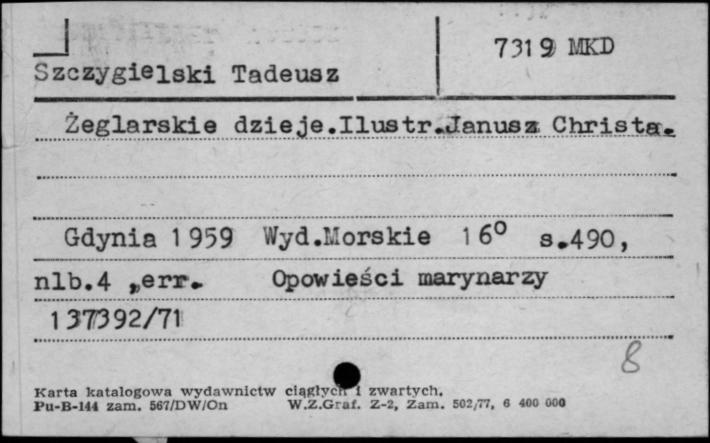 7319 MKD
Szczygielski Tadeusz
Żeglarskie dzieje.Ilustr.Janusz Christa.
Gdynia 1959 Wyd.Morskie 16° s.490,
nlb.4 „err. Opowieści marynarzy
137392/71
8
Karta katalogowa wydawnictw ciągłych i zwartych.
Pu-B-144 zam. 567/DW/On W.Z.Graf. Z-2, Zam. 502/77, 6 400 000